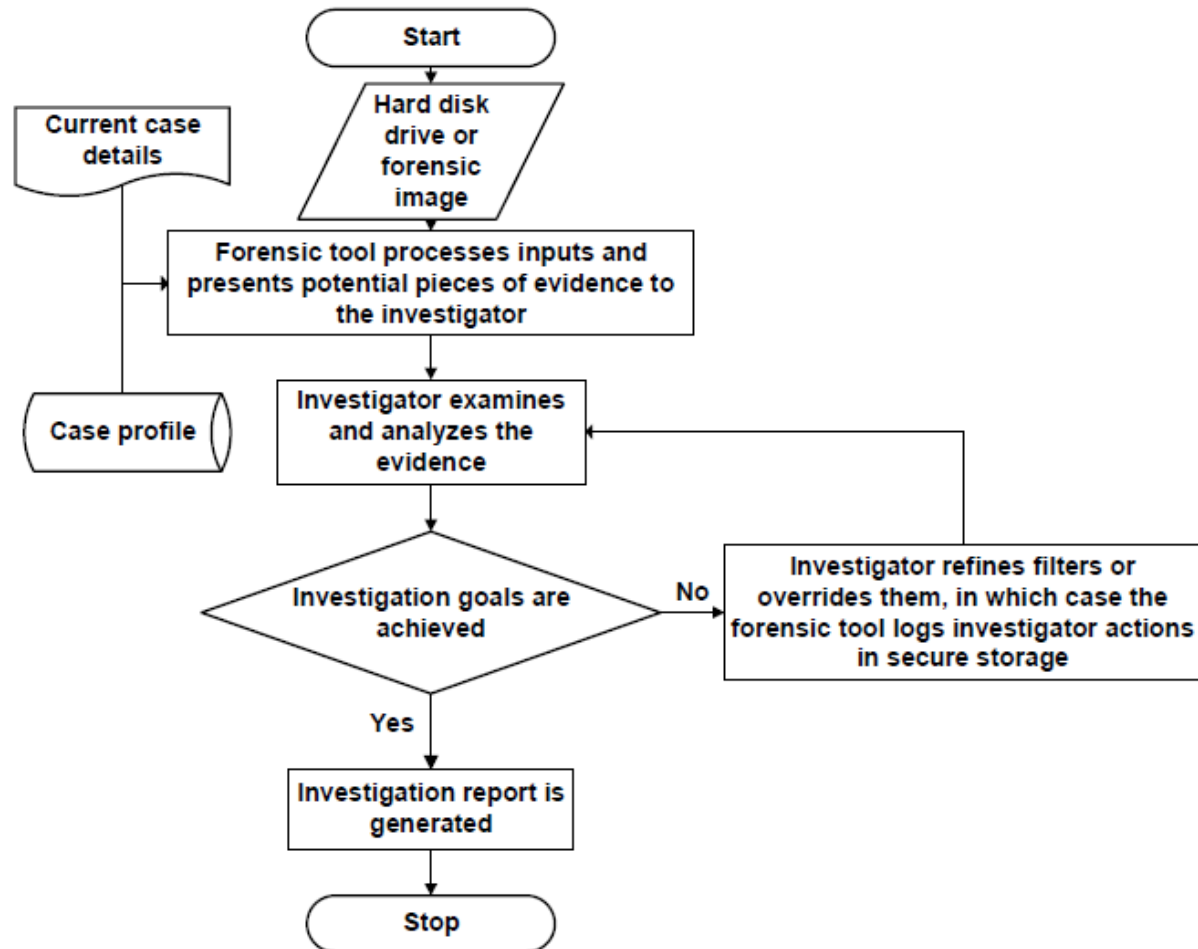 Start
Hard disk
drive or
forensic
image
Current case
details
Forensic tool processes inputs and
presents potential pieces of evidence to
the investigator
Case profile
Investigator examines
and analyzes the
evidence
Investigation goals are
achieved
No
Investigator refines filters or
overrides them, in which case the
forensic tool logs investigator actions
in secure storage
Yes
Investigation report is
generated
Stop